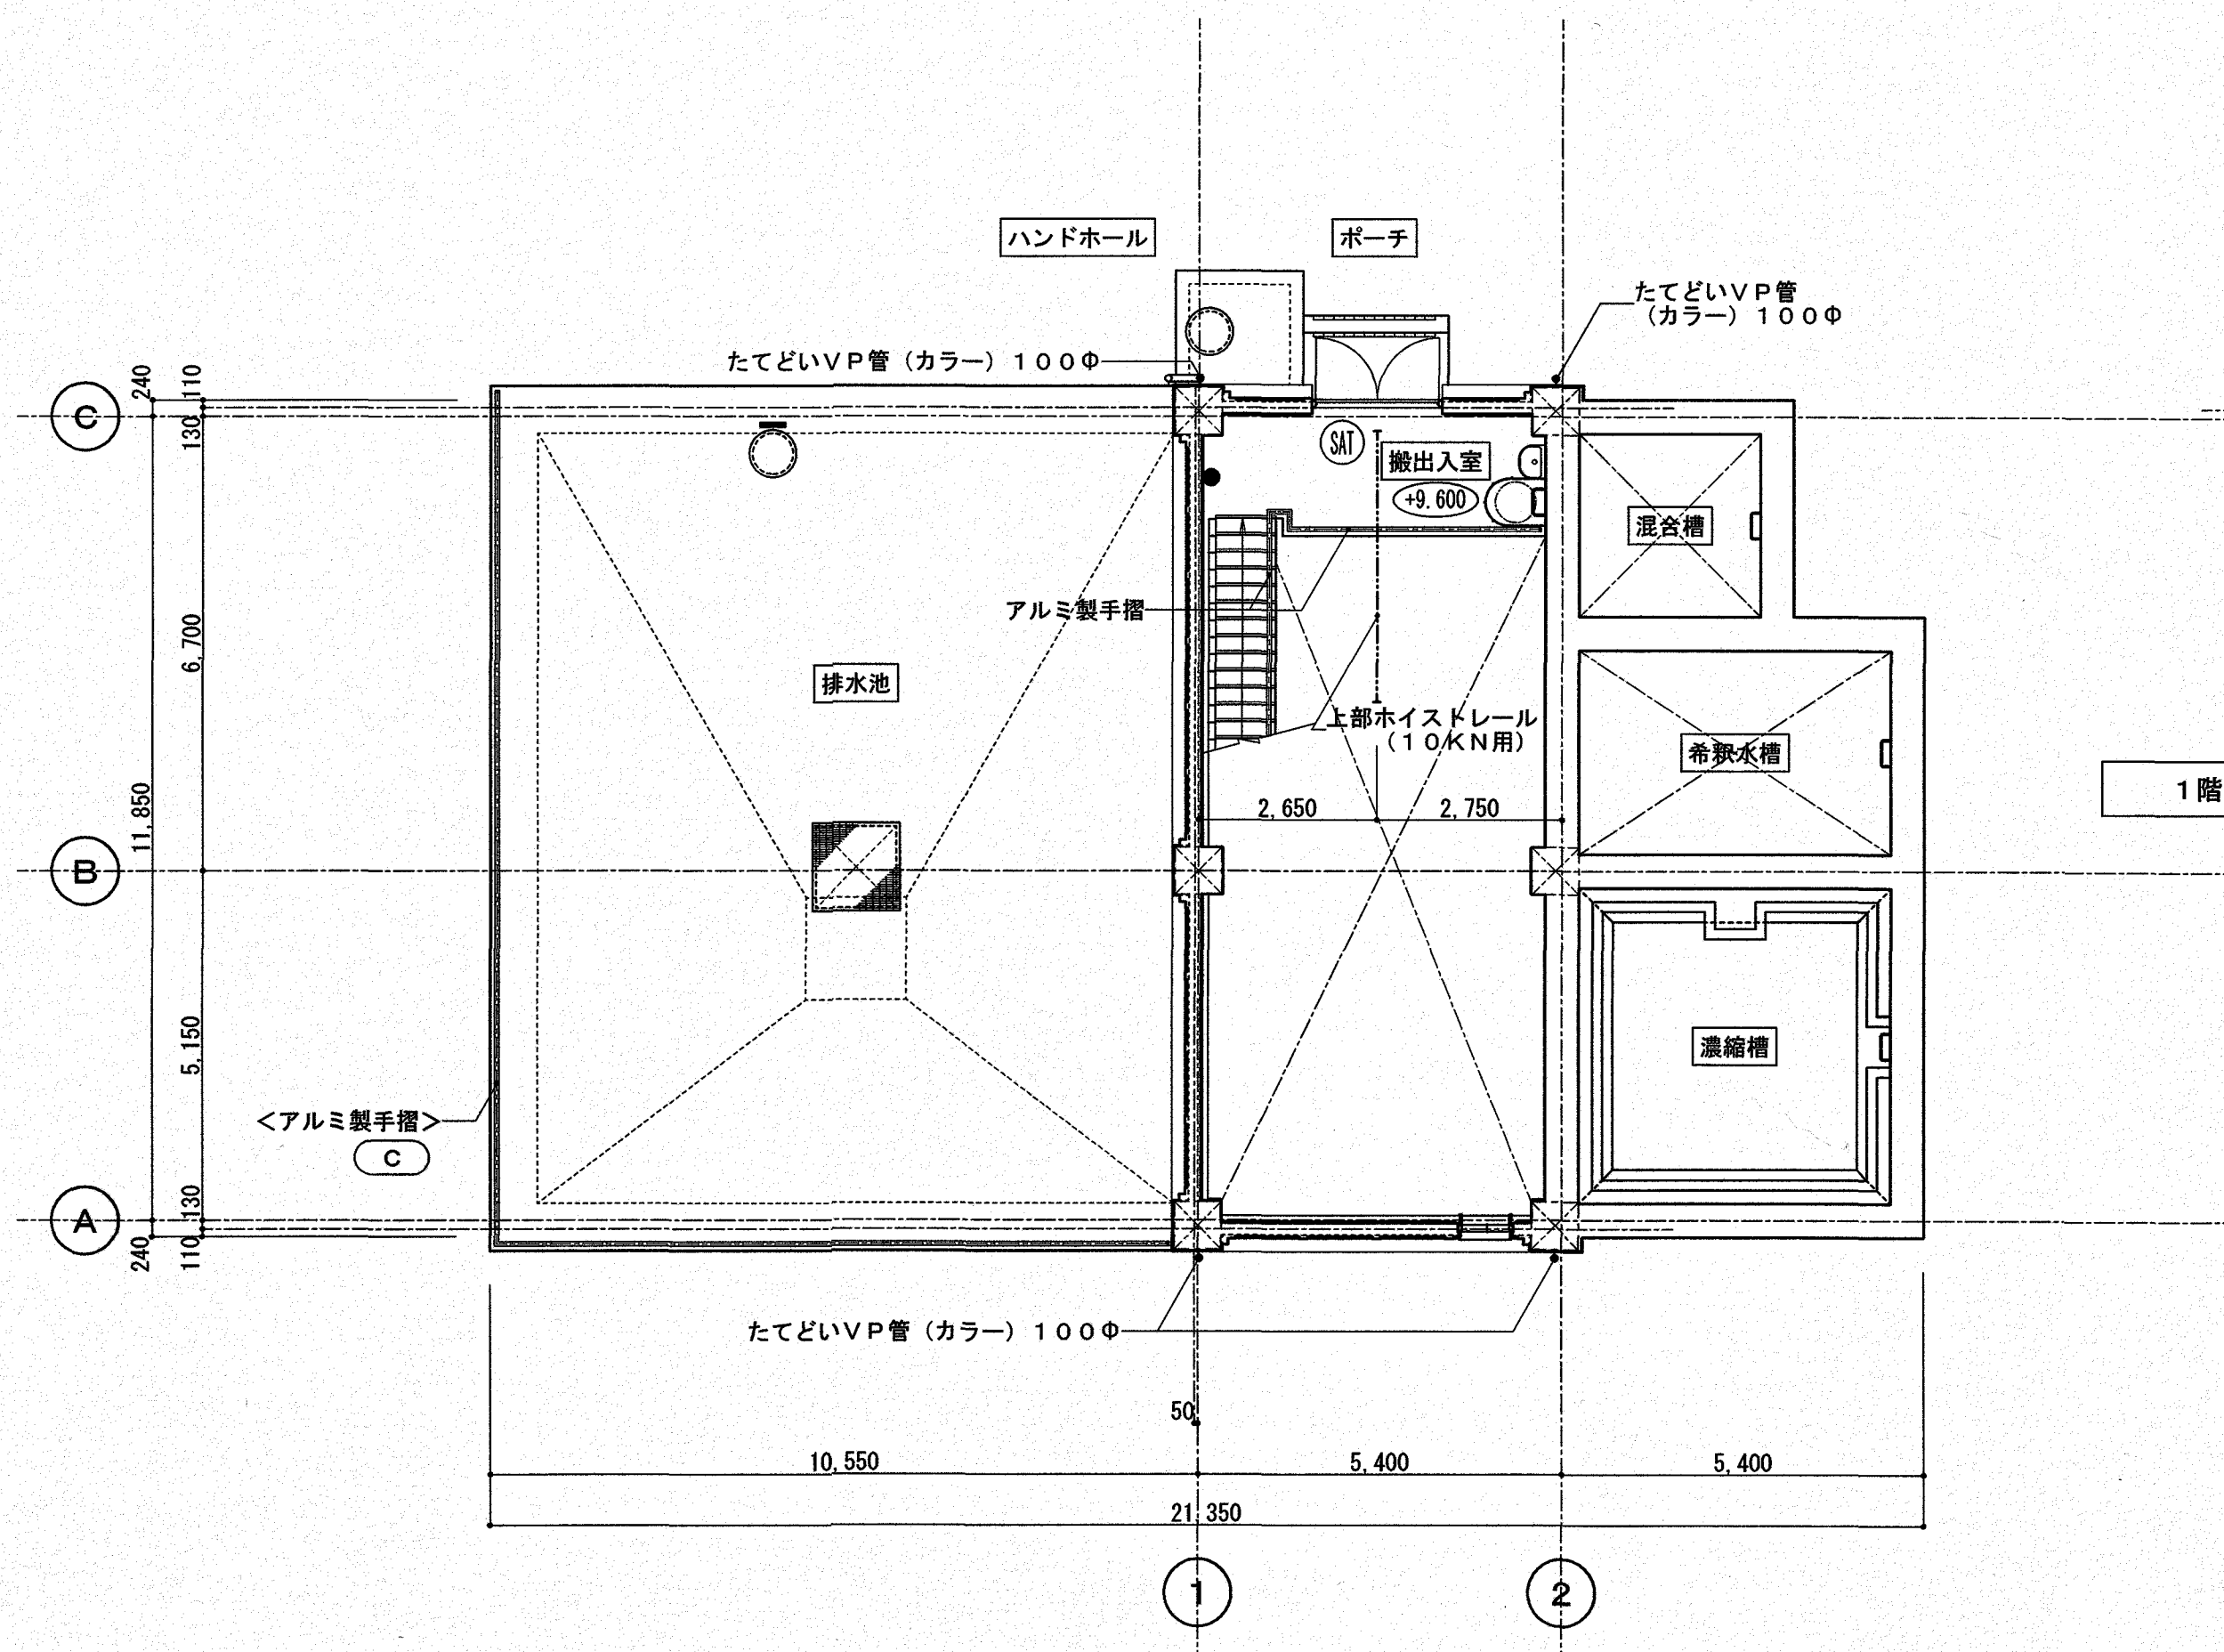 ハンドホール
ポーチ
たてどいVP管
(カラー) 100Φ
たてどいVP管(カラー) 100Φ
240
110
C
130
SAT
搬出入室
+9.600
混合槽
アルミ製手摺
6,700
排水池
上部ホイストレール
(10KN用)
希釈水槽
1階
11,850
2,650
2,750
B
5,150
濃縮槽
<アルミ製手摺>
C
130
A
240
110
たてどいVP管(カラー) 100Φ
50
10,550
5,400
5,400
21,350
1
2